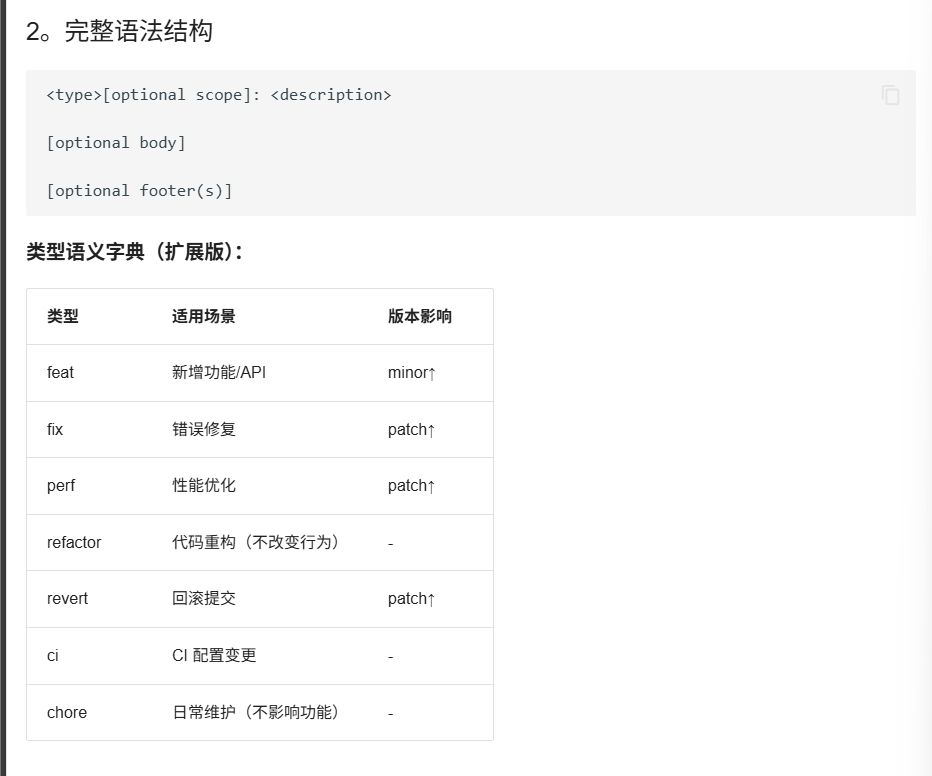 2。完整语法结构
<type>[optional scope]: <description>
[optional body]
[optional footer(s)]
类型语义字典（扩展版）：
类型 适用场景 版本影响
feat 新增功能/API minor↑
fix 错误修复 patch↑
perf 性能优化 patch↑
refactor 代码重构（不改变行为） -
revert 回滚提交 patch↑
ci CI 配置变更 -
chore 日常维护（不影响功能） -